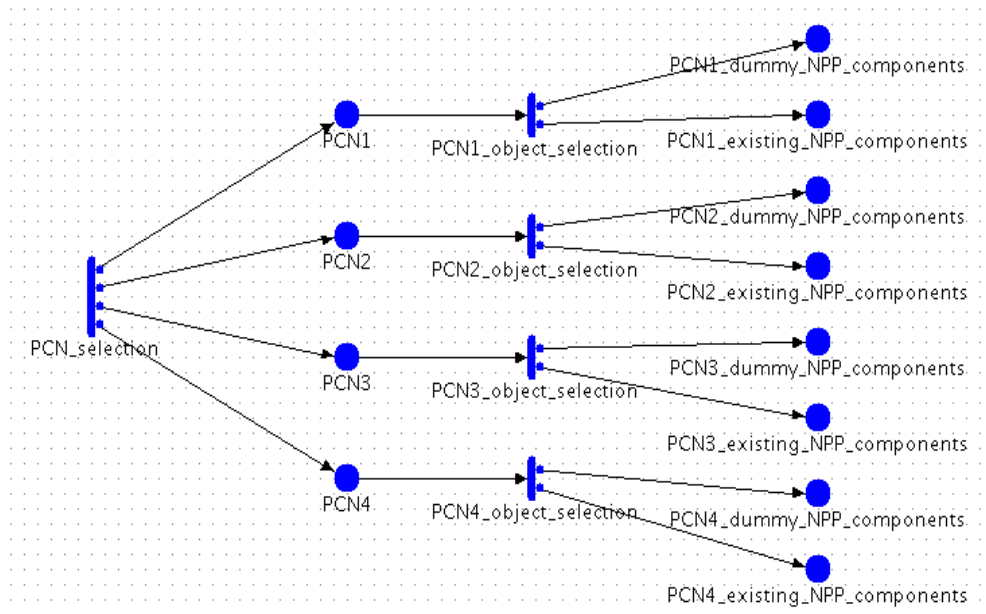 PCN1_dummy_NPP_components
PCN1
PCN1_object_selection
PCN1_existing_NPP_components
PCN2_dummy_NPP_components
PCN2
PCN2_object_selection
PCN2_existing_NPP_components
PCN_selection
PCN3_dummy_NPP_components
PCN3
PCN3_object_selection
PCN3_existing_NPP_components
PCN4
PCN4_object_selection
PCN4_dummy_NPP_components
PCN4_existing_NPP_components